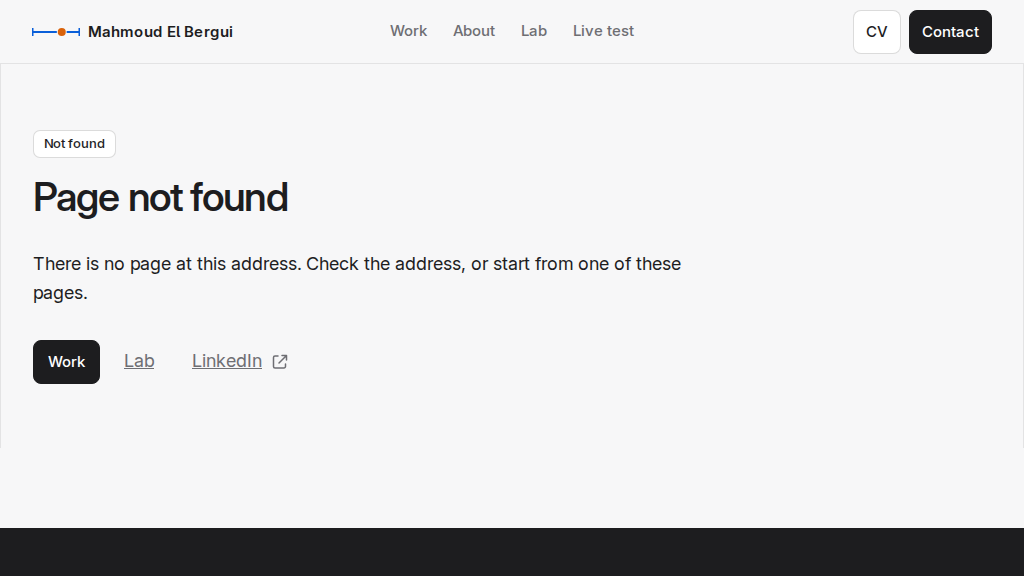 Mahmoud El Bergui
Work
About
Lab
Live test
CV
Contact
Not found
Page not found
There is no page at this address. Check the address, or start from one of these
pages.
Work
Lab
LinkedIn